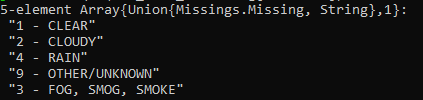 5-element Array{Union{Missings.Missing, String},1}:
"1 - CLEAR"
"2 - CLOUDY"
"4 - RAIN"
"9 - OTHER/UNKNOWN"
"3 - FOG, SMOG, SMOKE"